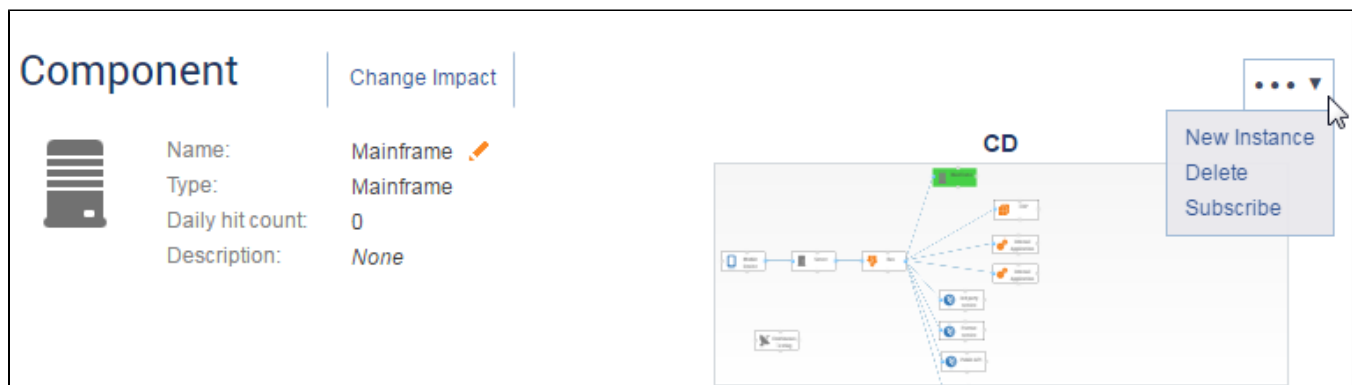 Component
Change Impact
Name: Mainframe
Type: Mainframe
Daily hit count: 0
Description: None
CD
New Instance
Delete
Subscribe